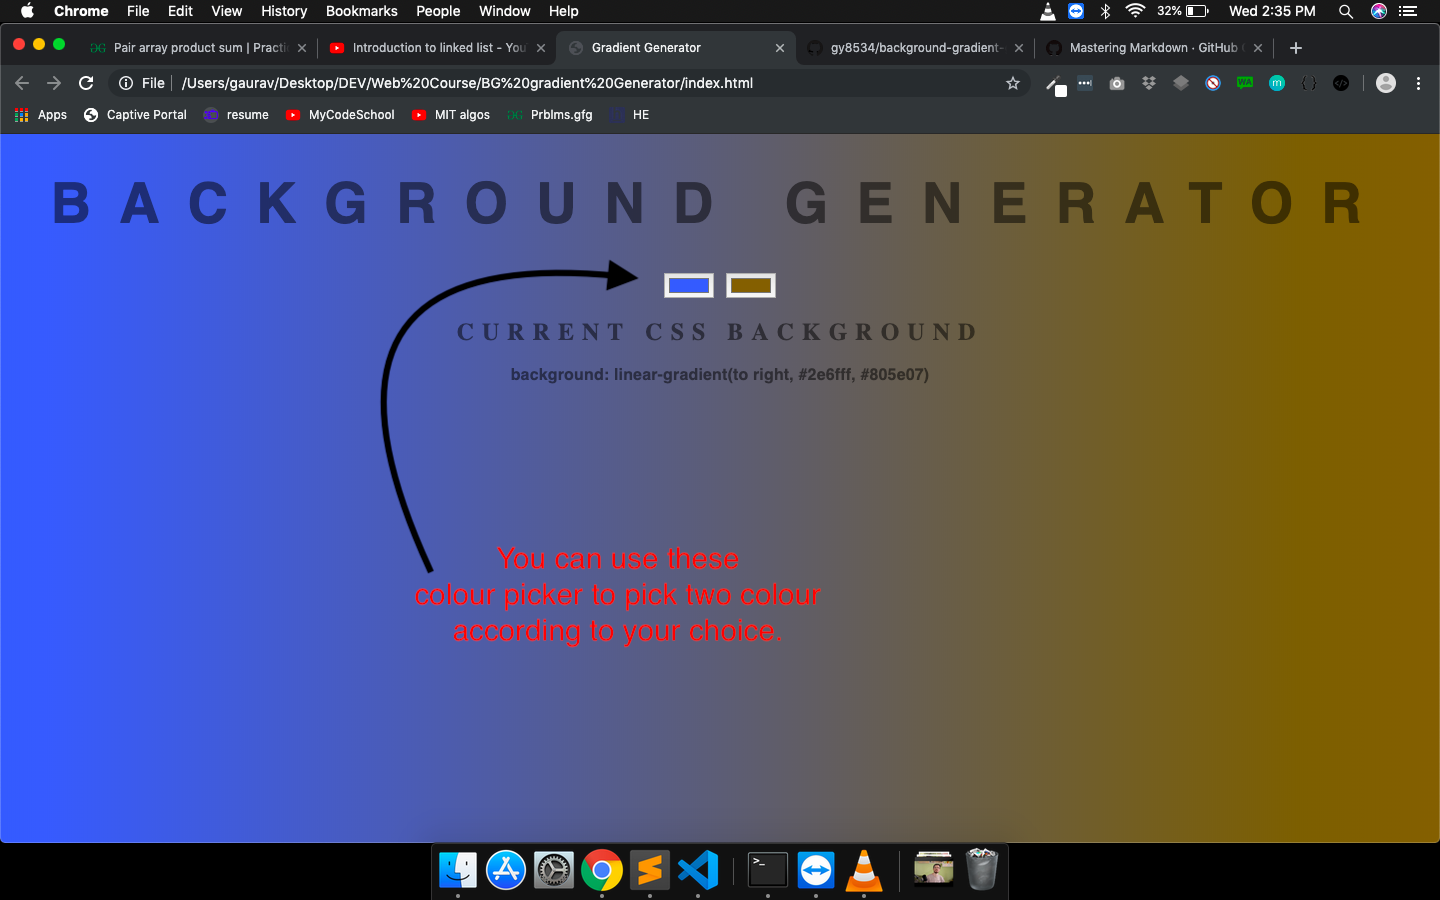 Chrome File Edit View History Bookmarks People Window Help 32% Wed 2:35 PM
Pair array product sum | Practi Introduction to linked list - You Gradient Generator gy8534/background-gradient- Mastering Markdown · GitHub
File /Users/gaurav/Desktop/DEV/Web%20Course/BG%20gradient%20Generator/index.html
Apps Captive Portal resume MyCodeSchool MIT algos Prblms.gfg HE
BACKGROUND GENERATOR
CURRENT CSS BACKGROUND
background: linear-gradient(to right, #2e6fff, #805e07)
You can use these
colour picker to pick two colour
according to your choice.